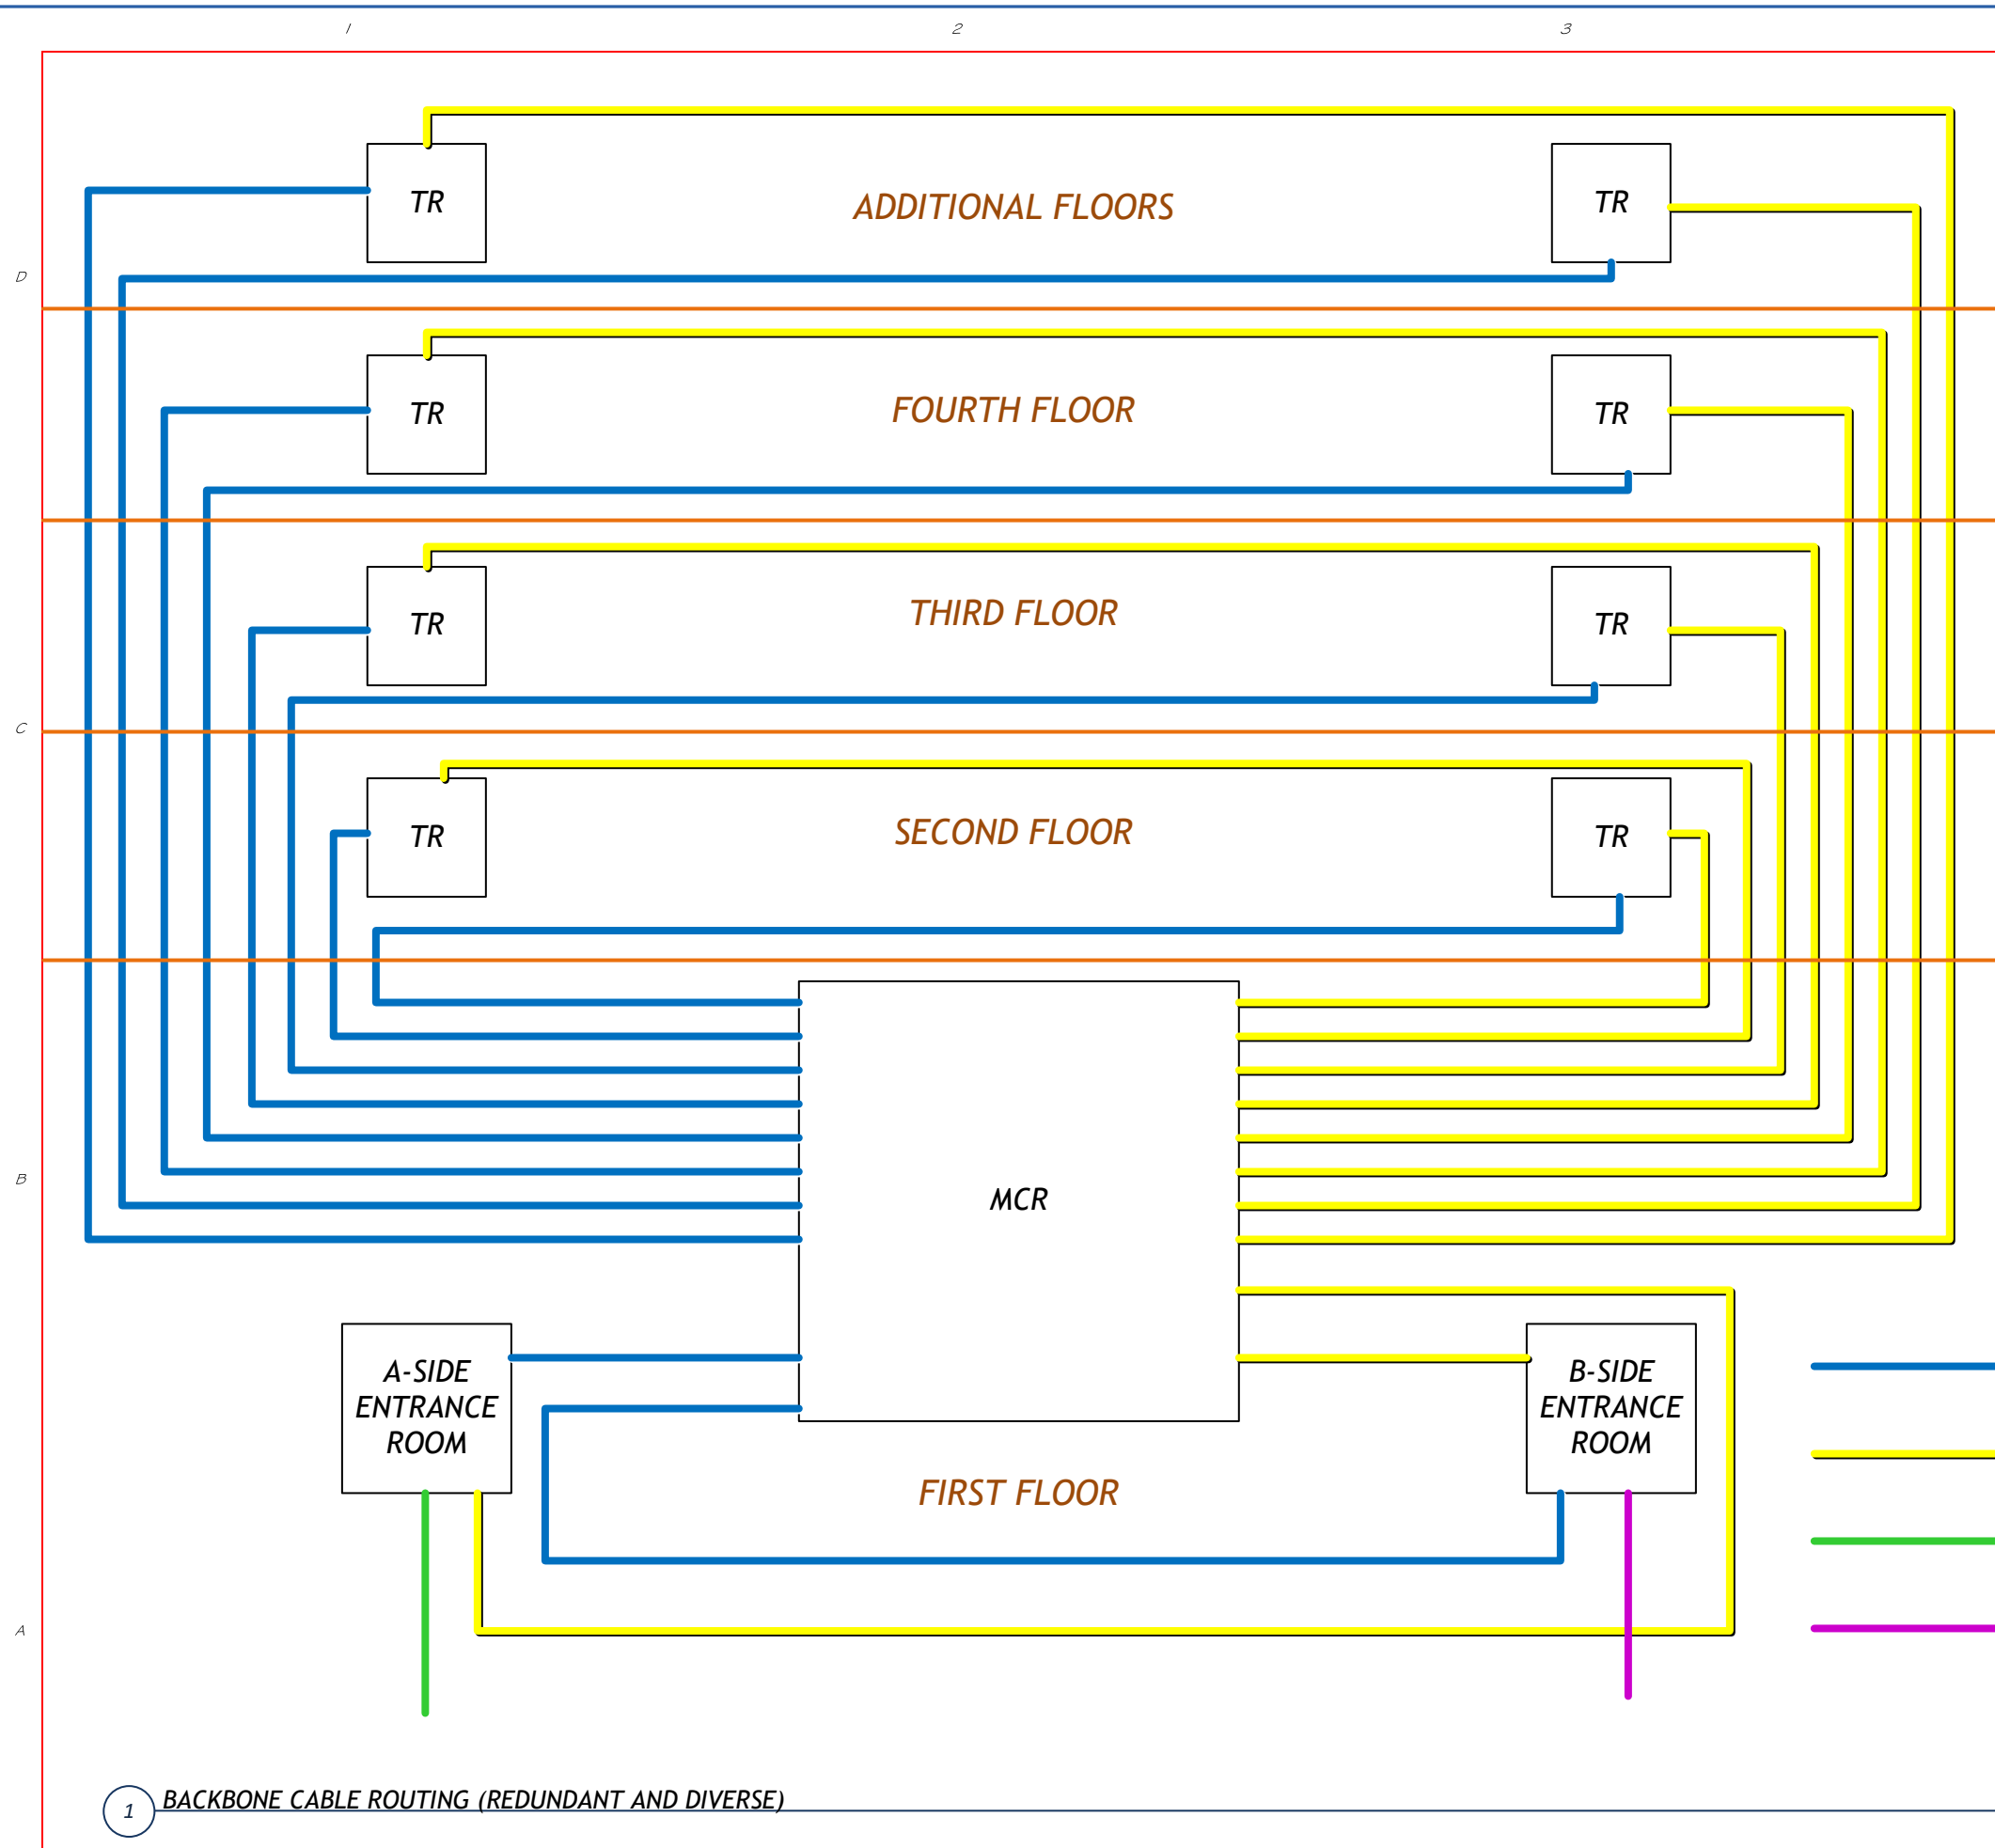 1 2 3
TR
ADDITIONAL FLOORS
TR
D
TR
FOURTH FLOOR
TR
TR
THIRD FLOOR
TR
C
TR
SECOND FLOOR
TR
B
MCR
A-SIDE
ENTRANCE
ROOM
B-SIDE
ENTRANCE
ROOM
FIRST FLOOR
A
1 BACKBONE CABLE ROUTING (REDUNDANT AND DIVERSE)